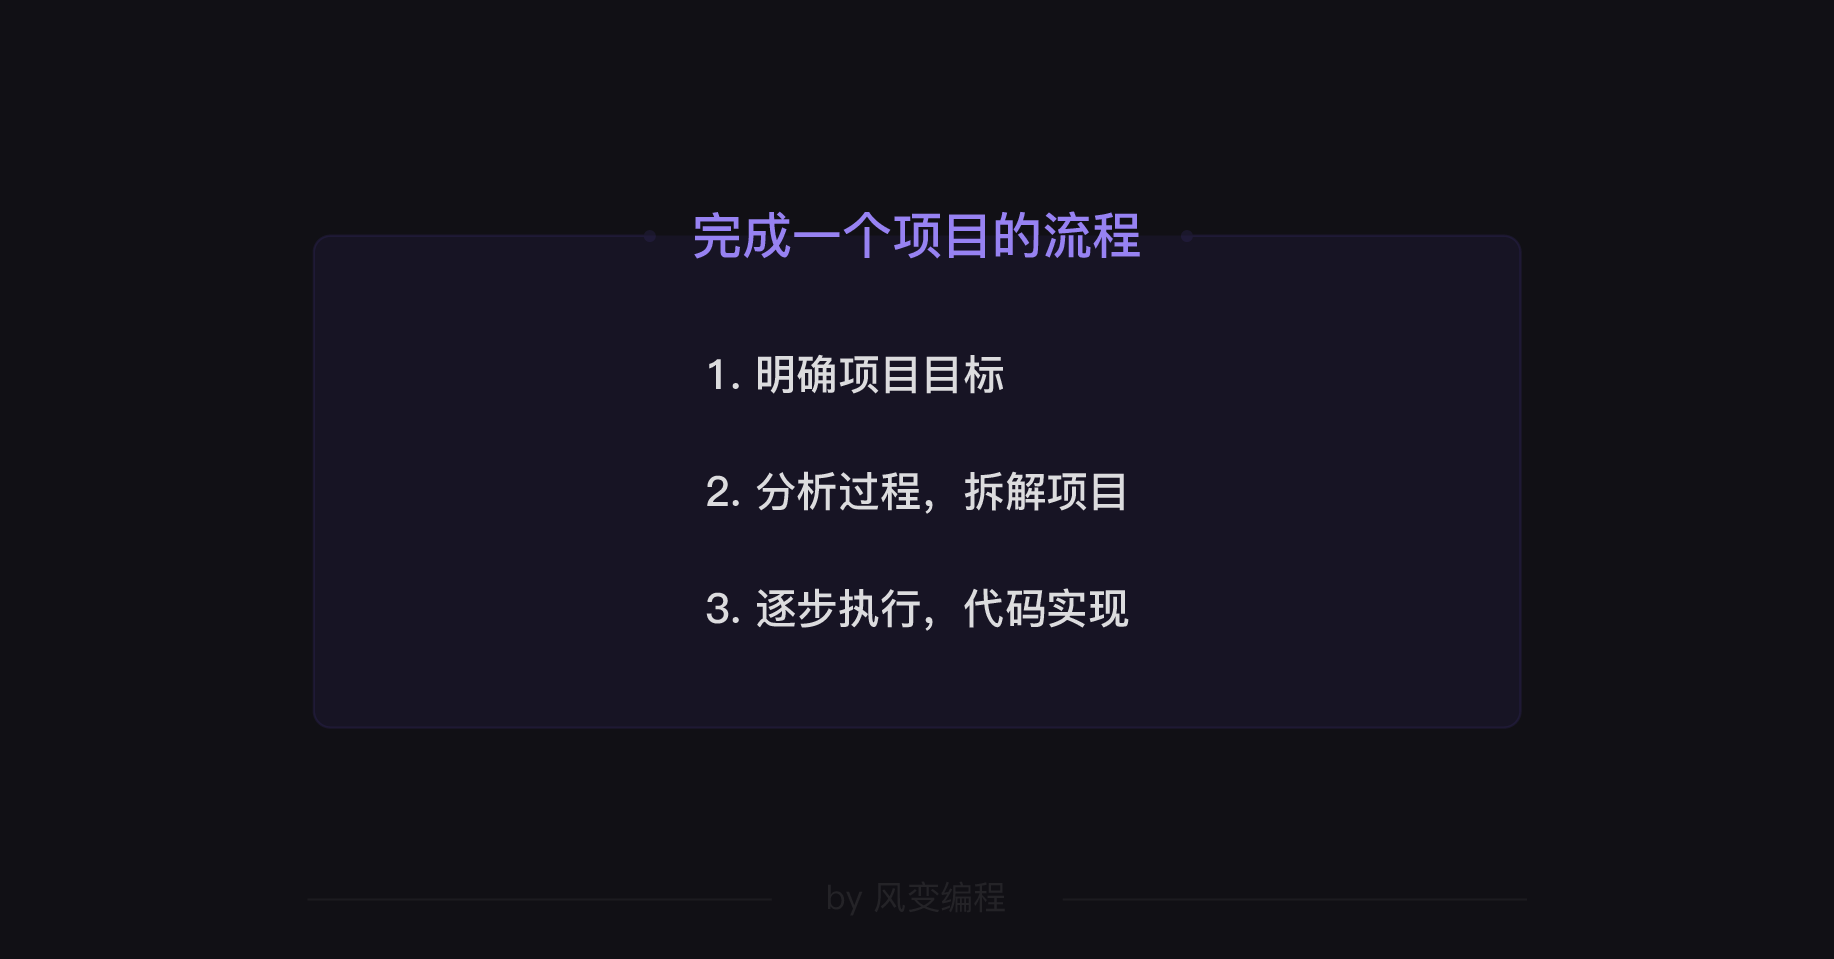 完成一个项目的流程
1. 明确项目目标
2. 分析过程，拆解项目
3. 逐步执行，代码实现
by 风变编程